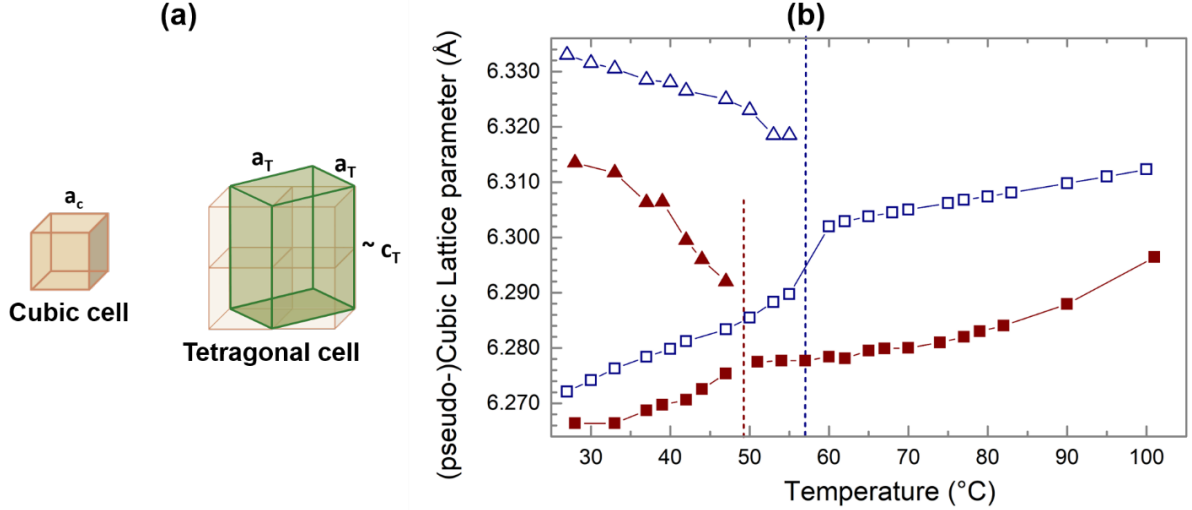 (a)
a_c
Cubic cell
a_T
a_T
~ c_T
Tetragonal cell
(b)
(pseudo-)Cubic Lattice parameter (Å)
6.330
6.320
6.310
6.300
6.290
6.280
6.270
30 40 50 60 70 80 90 100
Temperature (°C)